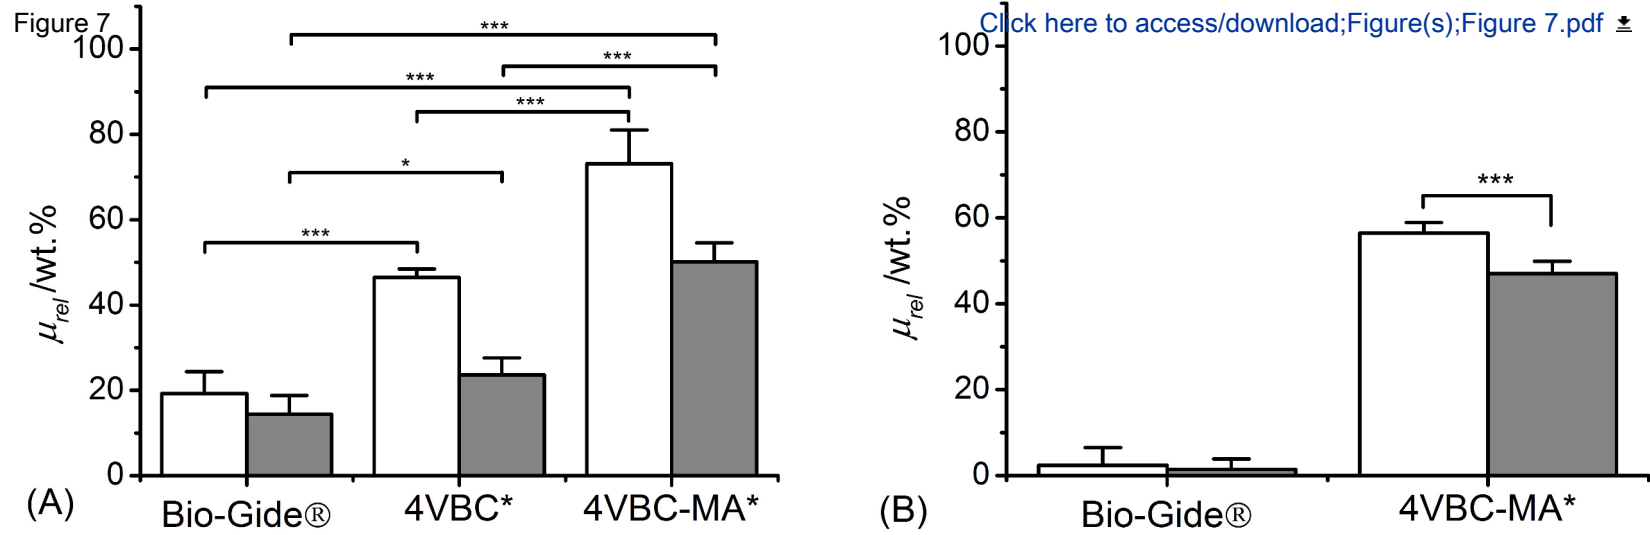 Figure 7
Click here to access/download;Figure(s);Figure 7.pdf
100
80
60
40
20
0
μrel /wt.%
***
***
***
***
*
***
Bio-Gide®
4VBC*
4VBC-MA*
(A)
100
80
60
40
20
0
μrel /wt.%
***
Bio-Gide®
4VBC-MA*
(B)